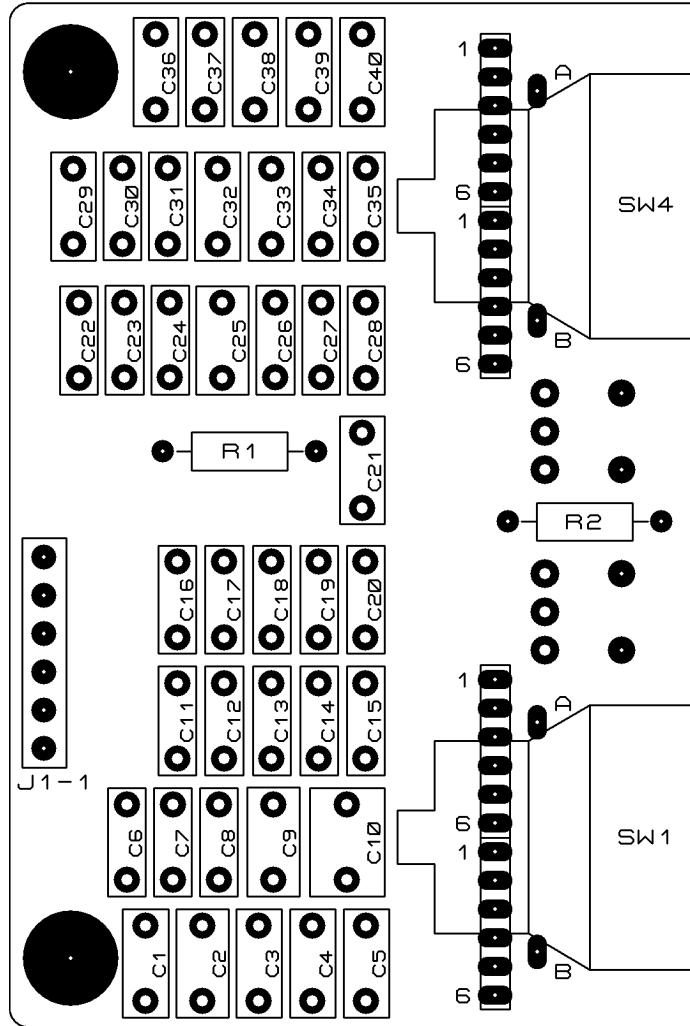 C36 C37 C38 C39 C40
1
A
C29 C30 C31 C32 C33 C34 C35
6
SW4
1
C22 C23 C24 C25 C26 C27 C28
B
6
R1
C21
R2
C16 C17 C18 C19 C20
C11 C12 C13 C14 C15
1
A
J1-1
C6 C7 C8 C9 C10
6
SW1
1
C1 C2 C3 C4 C5
B
6